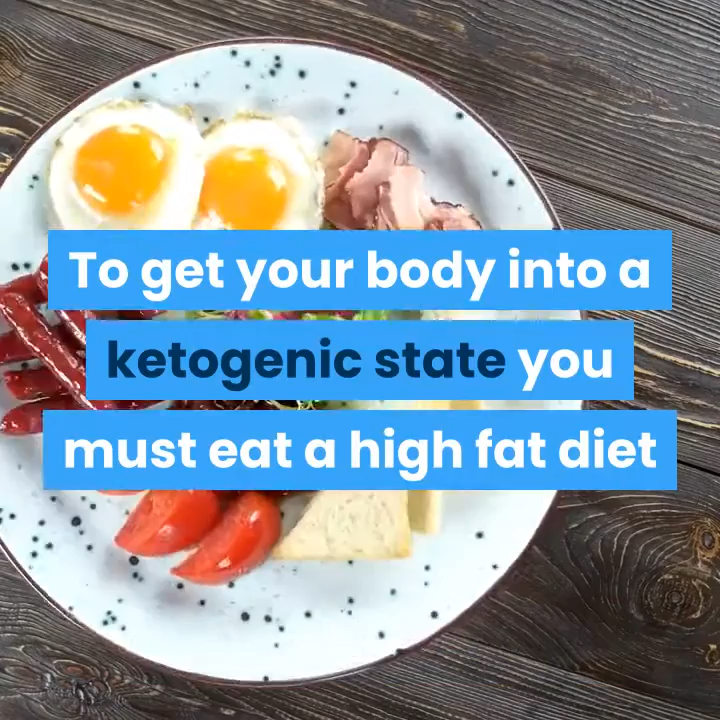 To get your body into a
ketogenic state you
must eat a high fat diet